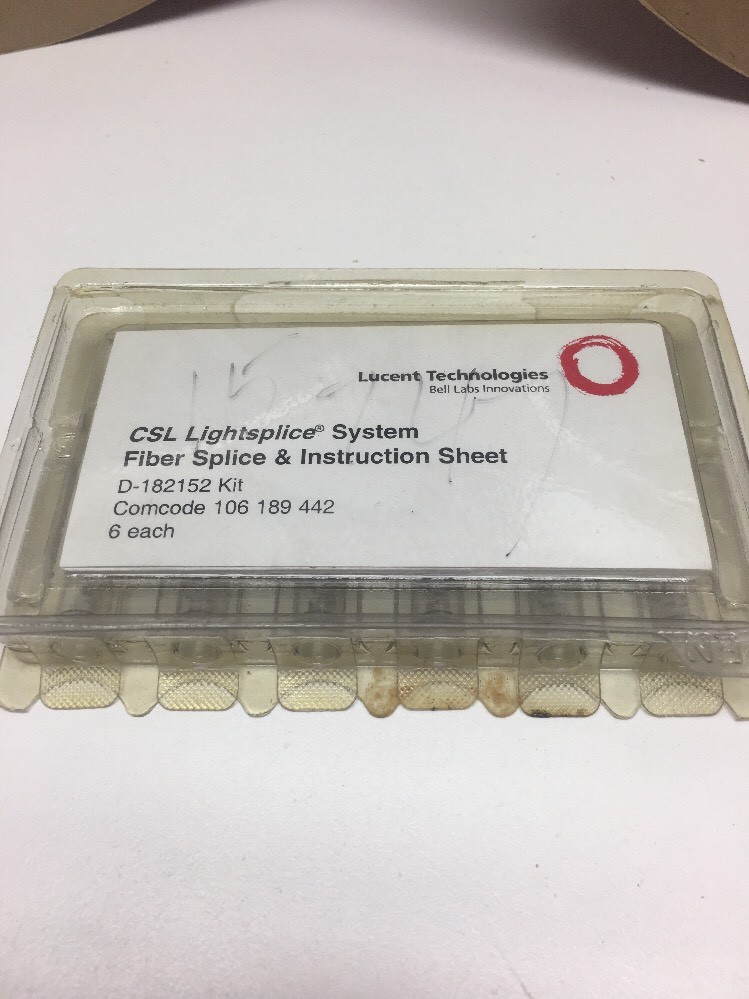 Lucent Technologies
Bell Labs Innovations
CSL Lightsplice® System
Fiber Splice & Instruction Sheet
D-182152 Kit
Comcode 106 189 442
6 each